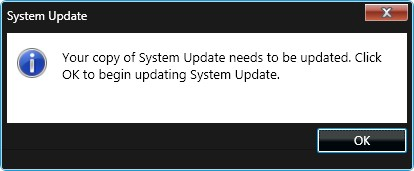 System Update
Your copy of System Update needs to be updated. Click
OK to begin updating System Update.
OK